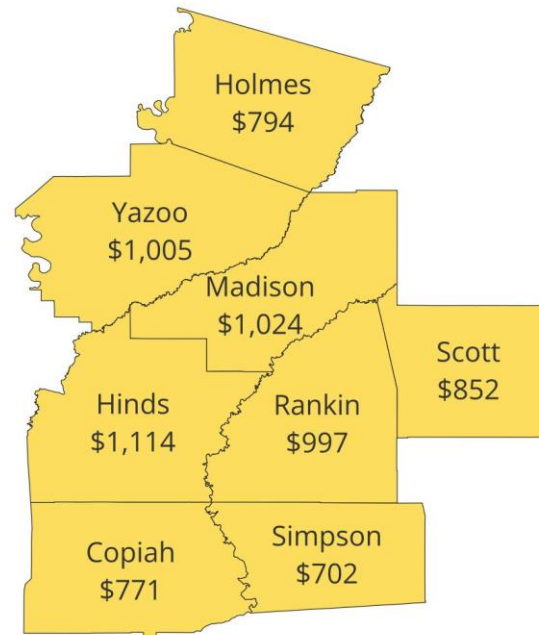 Holmes
$794
Yazoo
$1,005
Madison
$1,024
Scott
$852
Hinds
$1,114
Rankin
$997
Copiah
$771
Simpson
$702